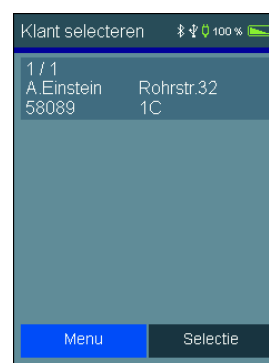 Klant selecteren 100 %
1 / 1
A.Einstein Rohrstr.32
58089 1C
Menu Selectie